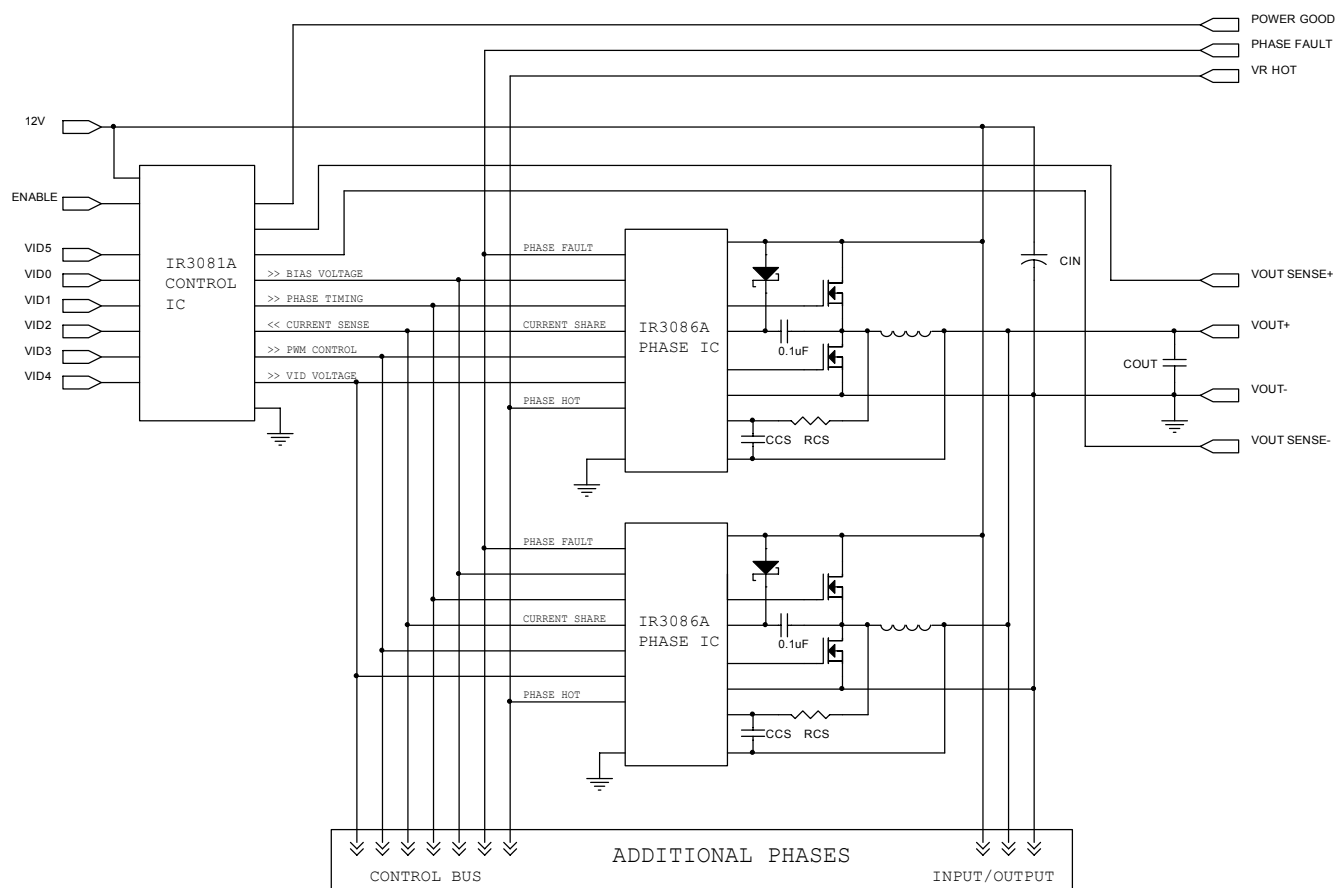 POWER GOOD
PHASE FAULT
VR HOT
12V
ENABLE
VID5
VID0
VID1
VID2
VID3
VID4
IR3081A
CONTROL
IC
>> BIAS VOLTAGE
>> PHASE TIMING
<< CURRENT SENSE
>> PWM CONTROL
>> VID VOLTAGE
PHASE FAULT
CURRENT SHARE
PHASE HOT
IR3086A
PHASE IC
0.1uF
CCS RCS
CIN
COUT
VOUT SENSE+
VOUT+
VOUT-
VOUT SENSE-
PHASE FAULT
CURRENT SHARE
PHASE HOT
IR3086A
PHASE IC
0.1uF
CCS RCS
ADDITIONAL PHASES
CONTROL BUS
INPUT/OUTPUT